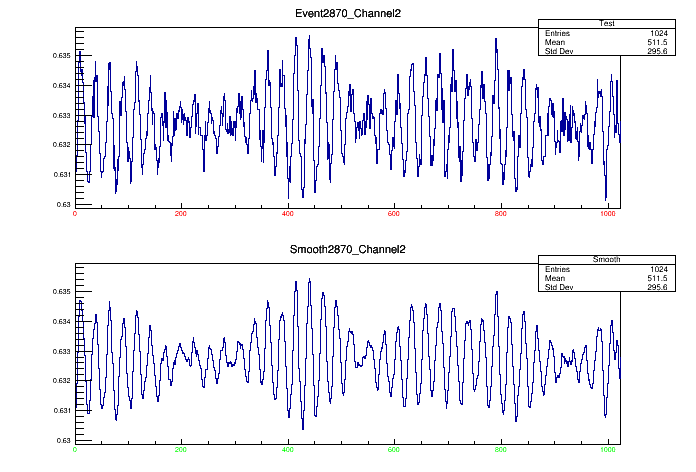 Event2870_Channel2
Test
Entries 1024
Mean 511.5
Std Dev 295.6
0.635
0.634
0.633
0.632
0.631
0.63
0 200 400 600 800 1000
Smooth2870_Channel2
Smooth
Entries 1024
Mean 511.5
Std Dev 295.6
0.635
0.634
0.633
0.632
0.631
0.63
0 200 400 600 800 1000